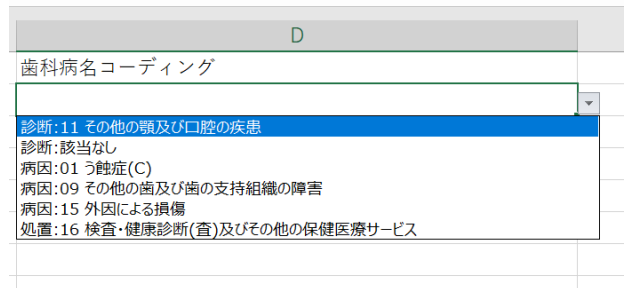 D
歯科病名コーディング
診断:11 その他の顎及び口腔の疾患
診断:該当なし
病因:01 う蝕症(C)
病因:09 その他の歯及び歯の支持組織の障害
病因:15 外因による損傷
処置:16 検査・健康診断(査)及びその他の保健医療サービス